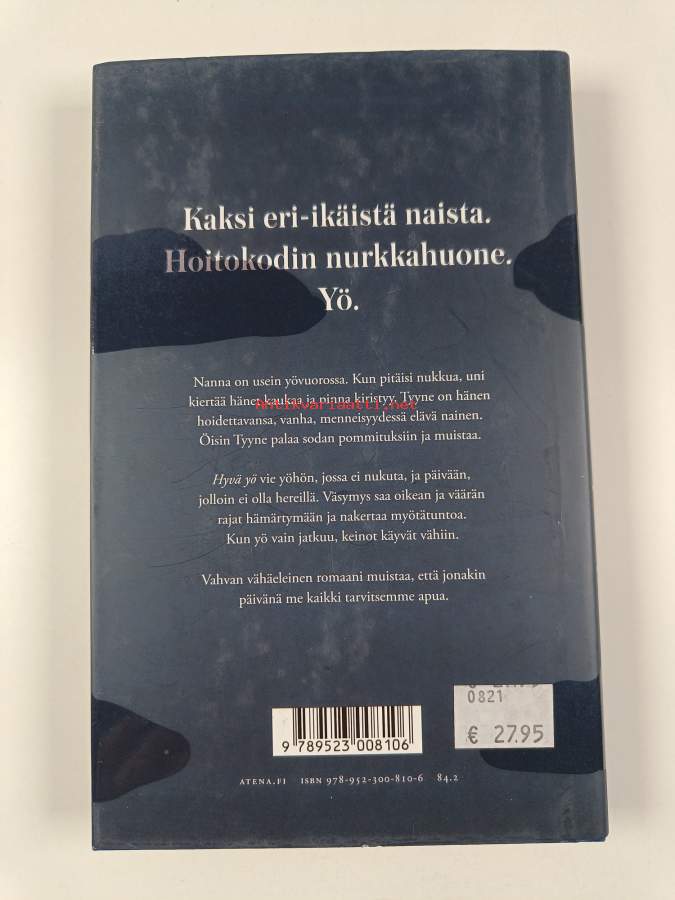 Kaksi eri-ikäistä naista.
Hoitokodin nurkkahuone.
Yö.
Nanna on usein yövuorossa. Kun pitäisi nukkua, uni
kiertää hänet kaukaa ja pinna kiristyy. Tyyne on hänen
Antikvariaatti.net
hoidettavansa, vanha, menneisyydessä elävä nainen.
Öisin Tyyne palaa sodan pommituksiin ja muistaa.
Hyvä yö vie yöhön, jossa ei nukuta, ja päivään,
jolloin ei olla hereillä. Väsymys saa oikean ja väärän
rajat hämärtymään ja nakertaa myötätuntoa.
Kun yö vain jatkuu, keinot käyvät vähiin.
Vahvan vähäeleinen romaani muistaa, että jonakin
päivänä me kaikki tarvitsemme apua.
0821
€ 27.95
9 789523 008106
ATENA.FI ISBN 978-952-300-810-6 84.2